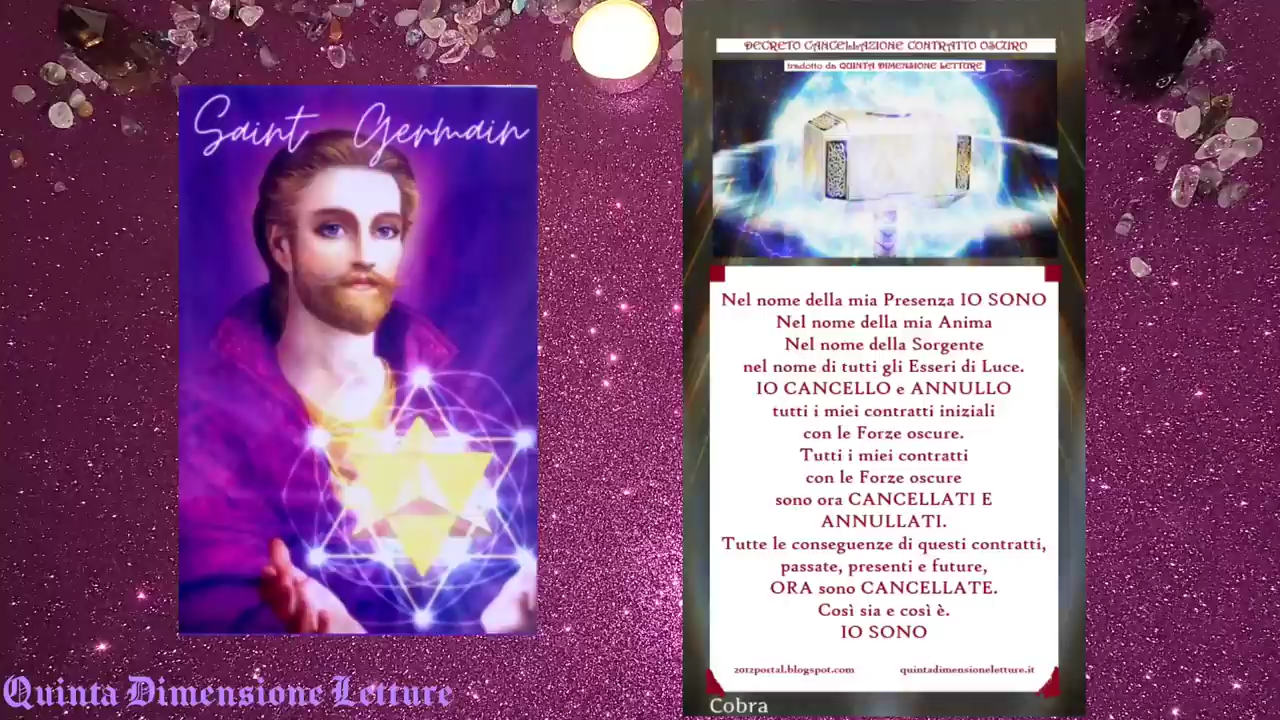 Saint Germain
DECRETO CANCELLAZIONE CONTRATTO OSCURO
tradotto da QUINTA DIMENSIONE LETTURE
Nel nome della mia Presenza IO SONO
Nel nome della mia Anima
Nel nome della Sorgente
nel nome di tutti gli Esseri di Luce.
IO CANCELLO e ANNULLO
tutti i miei contratti iniziali
con le Forze oscure.
Tutti i miei contratti
con le Forze oscure
sono ora CANCELLATI E
ANNULLATI.
Tutte le conseguenze di questi contratti,
passate, presenti e future,
ORA sono CANCELLATE.
Così sia e così è.
IO SONO
2012portal.blogspot.com quintadimensioneletture.it
Cobra
Quinta Dimensione Letture